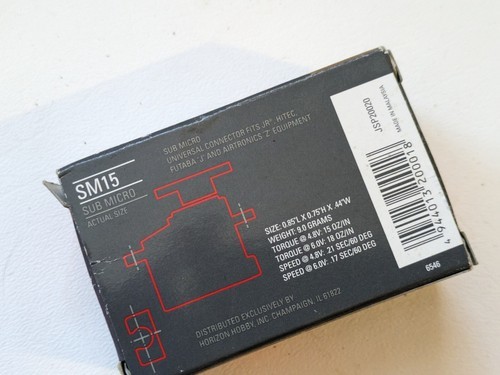 SM15
SUB MICRO
ACTUAL SIZE
SUB MICRO
UNIVERSAL CONNECTOR FITS JR®, HITEC,
FUTABA "J" AND AIRTRONICS "Z" EQUIPMENT
SIZE: 0.85"L X 0.75"H X .44"W
WEIGHT: 9.0 GRAMS
TORQUE @ 4.8V: 15 OZ/IN
TORQUE @ 6.0V: 18 OZ/IN
SPEED @ 4.8V: 21 SEC/60 DEG
SPEED @ 6.0V: 17 SEC/60 DEG
DISTRIBUTED EXCLUSIVELY BY
HORIZON HOBBY, INC. CHAMPAIGN, IL 61822
JSP20020
MADE IN MALAYSIA
4 944013 200018
6546